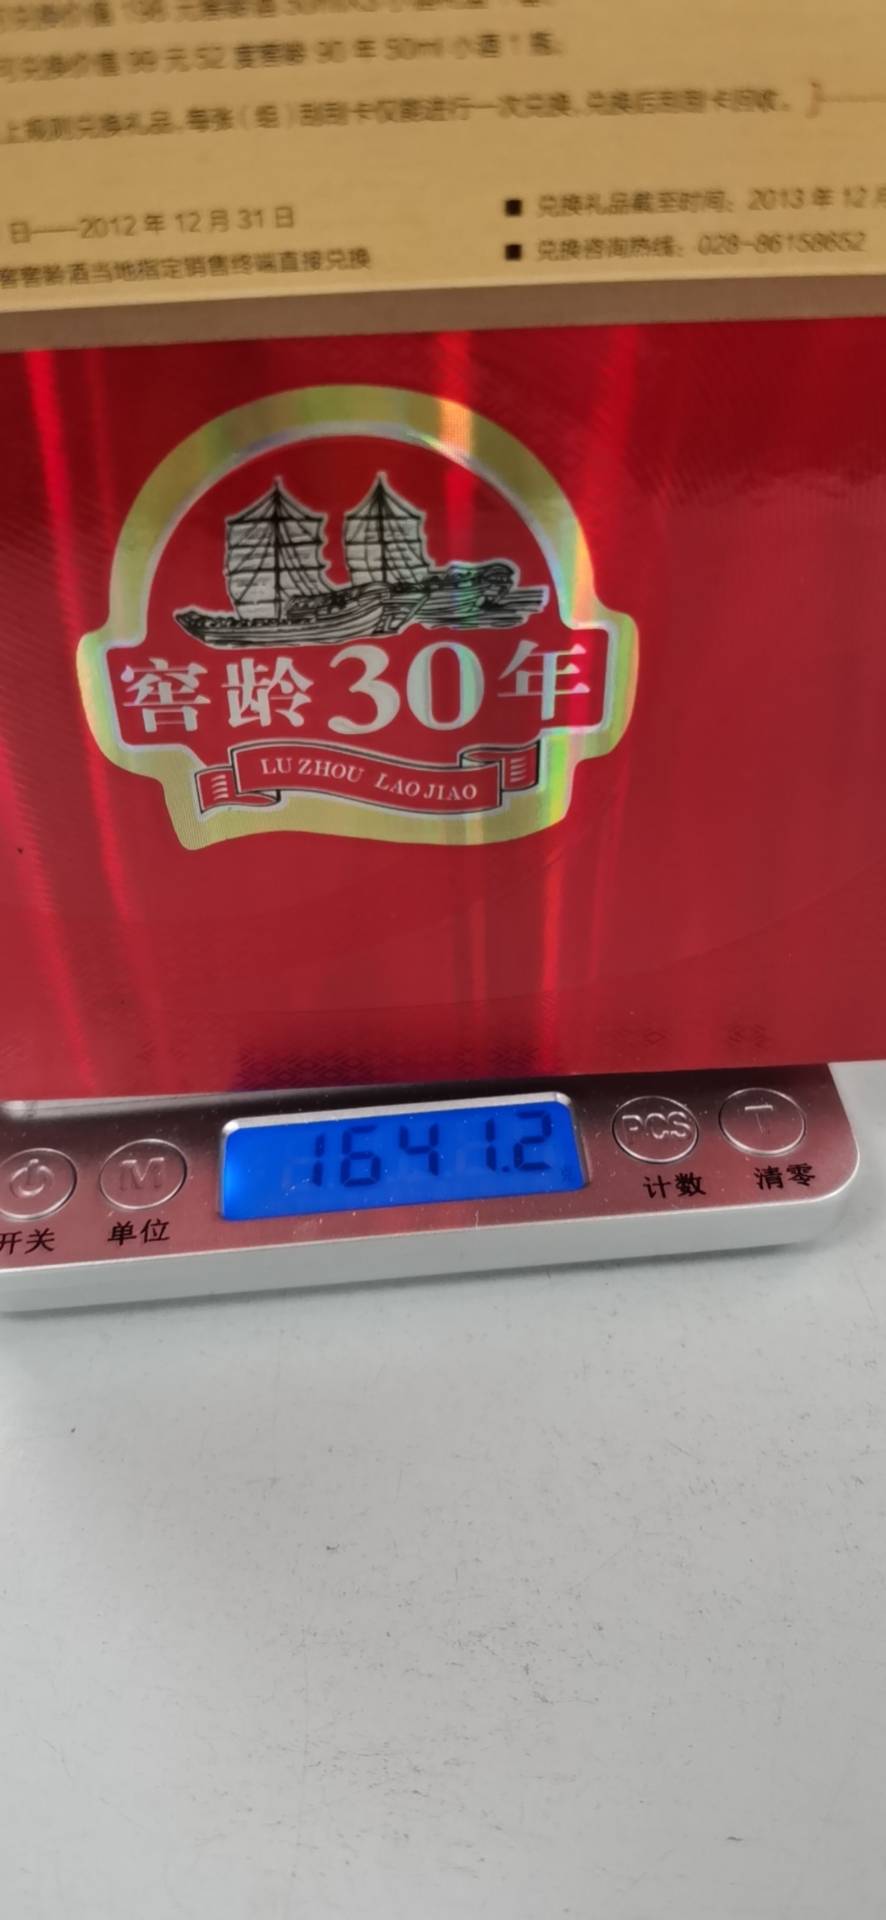 可兑换价值 99 元 52 度窖龄 90 年 50ml 小酒 1 瓶。
上规则兑换礼品，每张（组）刮刮卡仅能进行一次兑换，兑换后刮刮卡回收。
日——2012 年 12 月 31 日
■ 兑换礼品截至时间：2013 年 12 月
窖窖龄酒当地指定销售终端直接兑换
■ 兑换咨询热线：028-86158652
窖龄30年
LU ZHOU LAO JIAO
1641.2
PCS
T
M
开关
单位
计数
清零